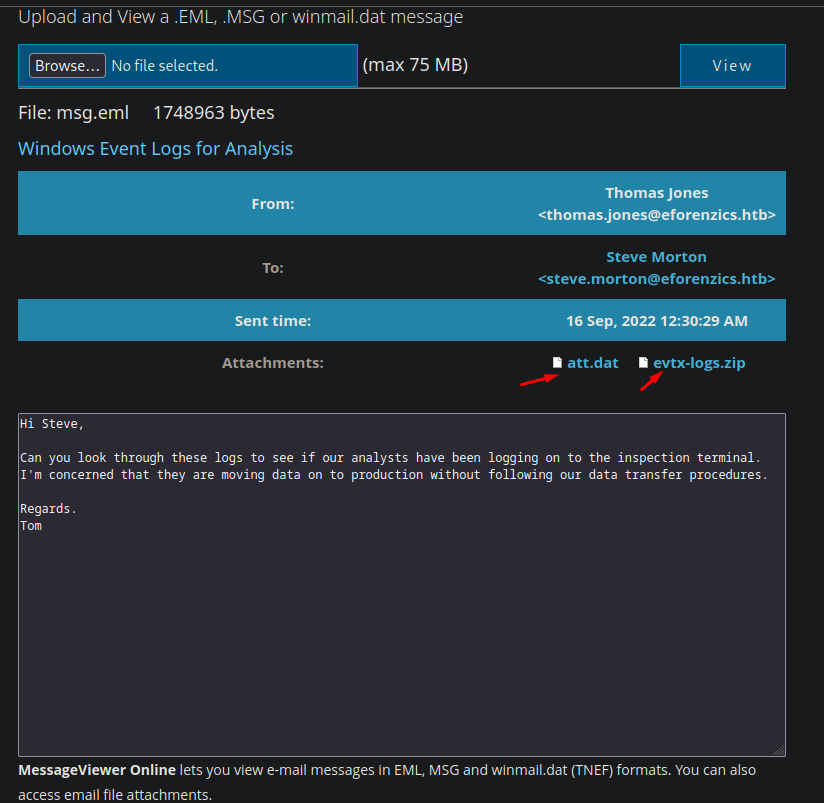 Upload and View a .EML, .MSG or winmail.dat message
Browse... No file selected. (max 75 MB) View
File: msg.eml 1748963 bytes
Windows Event Logs for Analysis
From: Thomas Jones
<thomas.jones@eforenzics.htb>
To: Steve Morton
<steve.morton@eforenzics.htb>
Sent time: 16 Sep, 2022 12:30:29 AM
Attachments: att.dat evtx-logs.zip
Hi Steve,
Can you look through these logs to see if our analysts have been logging on to the inspection terminal.
I'm concerned that they are moving data on to production without following our data transfer procedures.
Regards.
Tom
MessageViewer Online lets you view e-mail messages in EML, MSG and winmail.dat (TNEF) formats. You can also
access email file attachments.